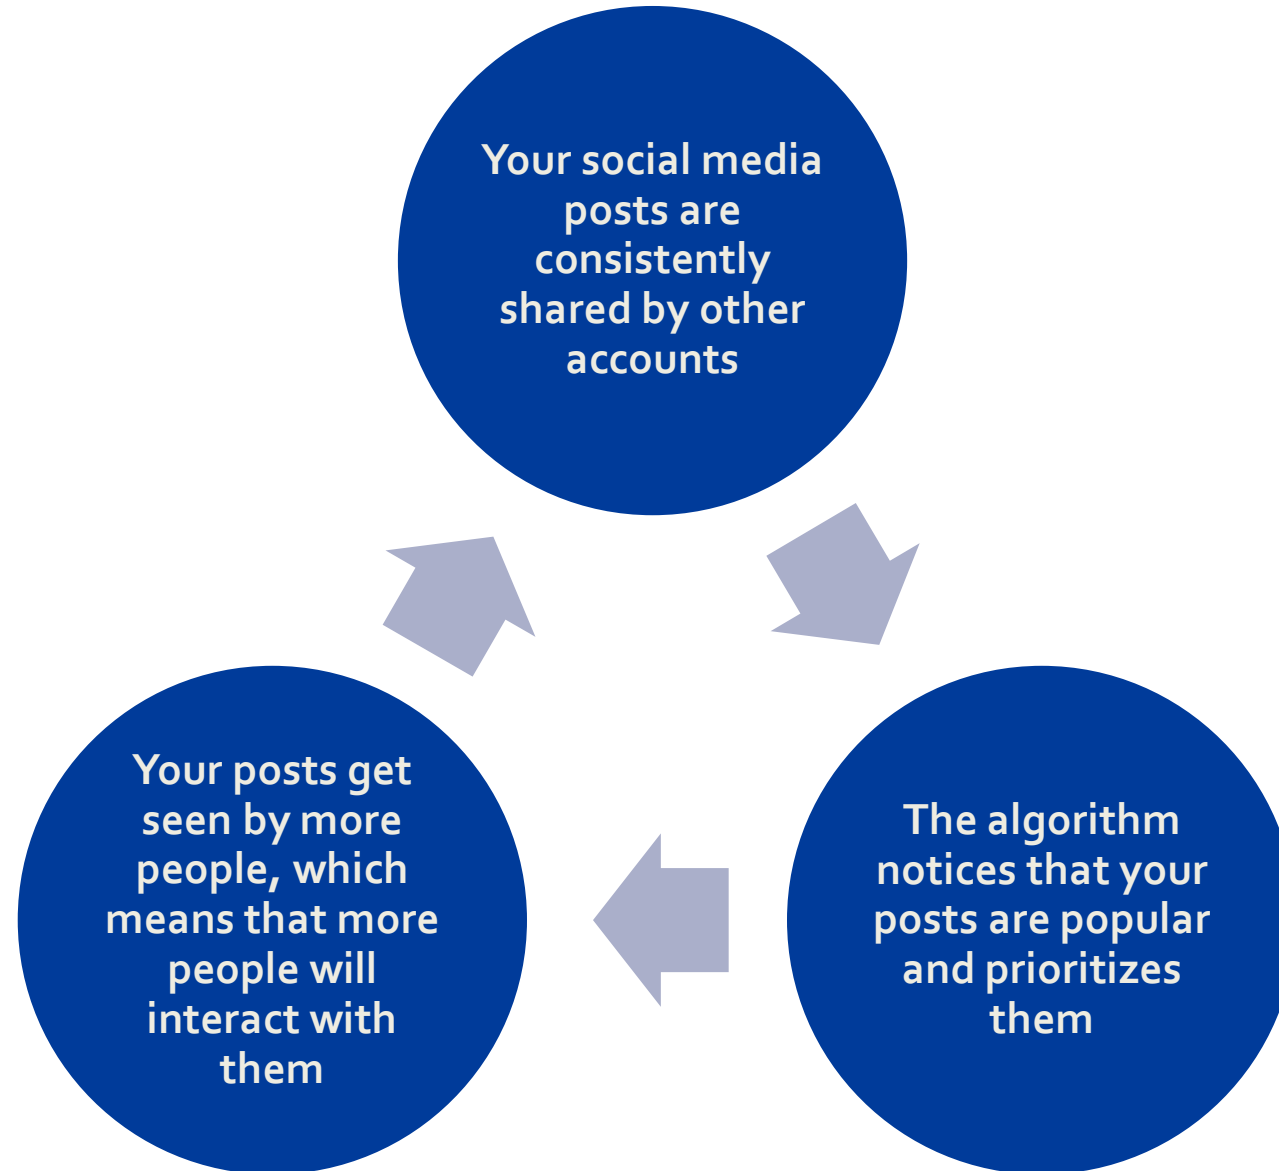 Your social media
posts are
consistently
shared by other
accounts
The algorithm
notices that your
posts are popular
and prioritizes
them
Your posts get
seen by more
people, which
means that more
people will
interact with
them